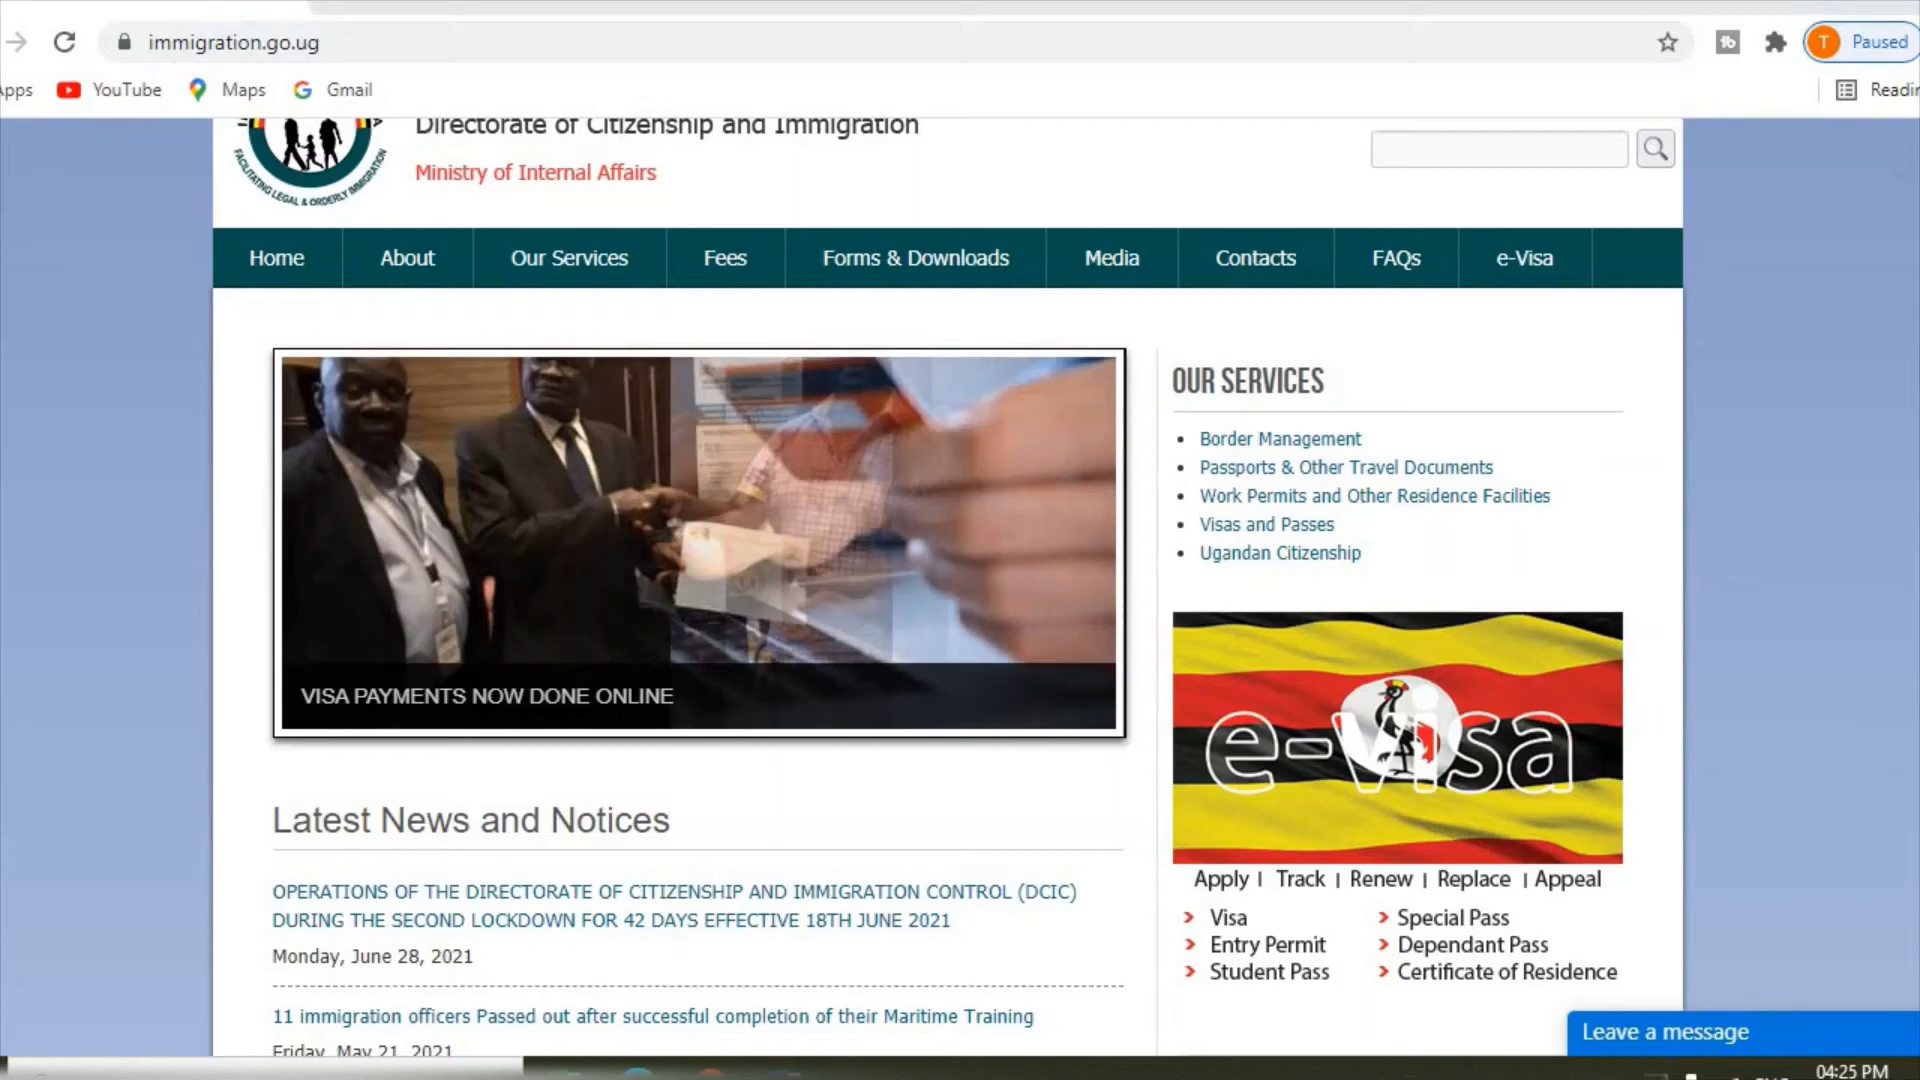 immigration.go.ug
T
Paused
YouTube
Maps
Gmail
Directorate of Citizenship and Immigration
Ministry of Internal Affairs
FACILITATING LEGAL & ORDERLY IMMIGRATION
Home
About
Our Services
Fees
Forms & Downloads
Media
Contacts
FAQs
e-Visa
VISA PAYMENTS NOW DONE ONLINE
OUR SERVICES
Border Management
Passports & Other Travel Documents
Work Permits and Other Residence Facilities
Visas and Passes
Ugandan Citizenship
e-visa
Apply | Track | Renew | Replace | Appeal
Visa
Entry Permit
Student Pass
Special Pass
Dependant Pass
Certificate of Residence
Latest News and Notices
OPERATIONS OF THE DIRECTORATE OF CITIZENSHIP AND IMMIGRATION CONTROL (DCIC)
DURING THE SECOND LOCKDOWN FOR 42 DAYS EFFECTIVE 18TH JUNE 2021
Monday, June 28, 2021
11 immigration officers Passed out after successful completion of their Maritime Training
Friday, May 21, 2021
Leave a message
04:25 PM